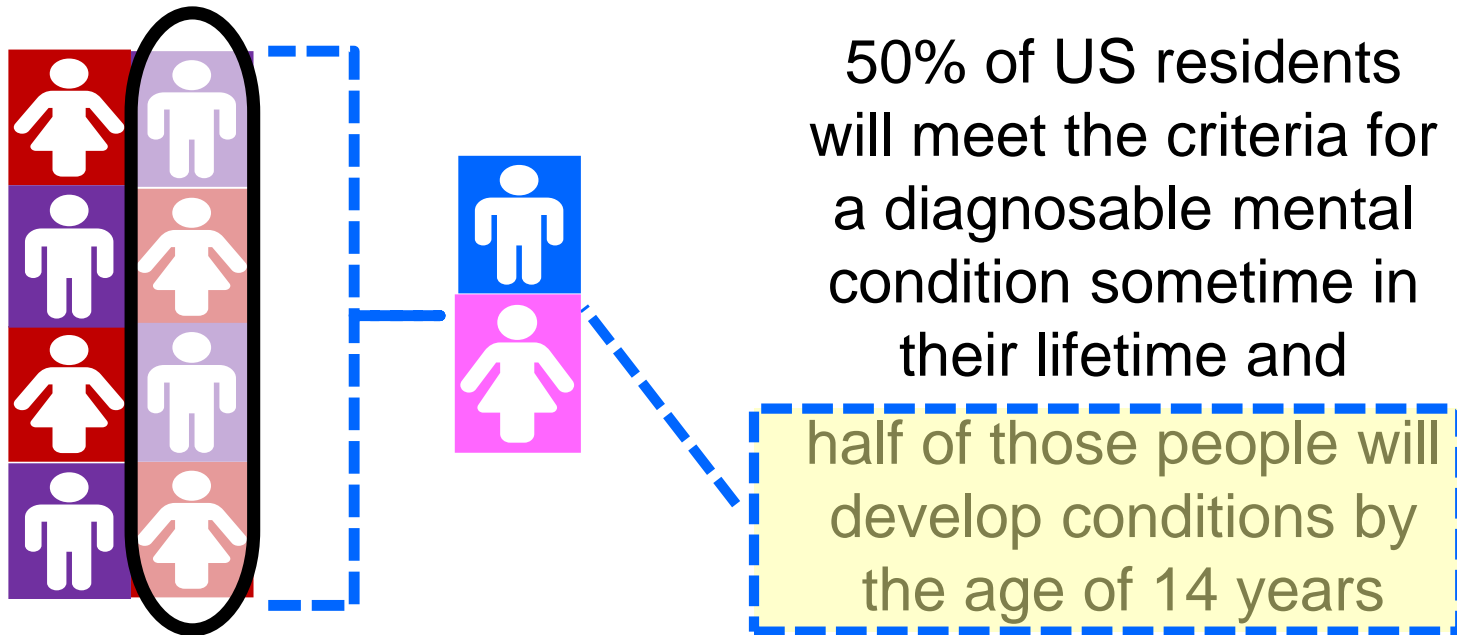 50% of US residents
will meet the criteria for
a diagnosable mental
condition sometime in
their lifetime and
half of those people will
develop conditions by
the age of 14 years